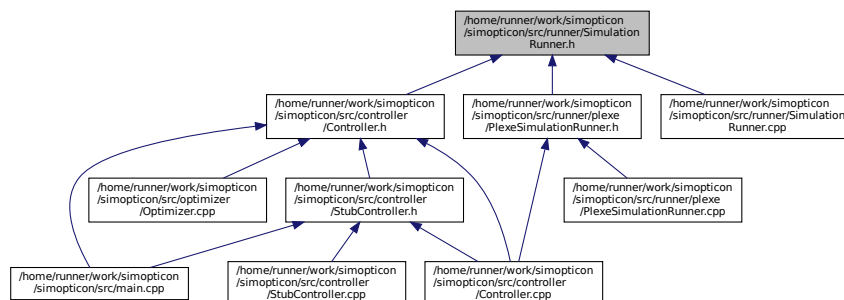 /home/runner/work/simopticon
/simopticon/src/runner/Simulation
Runner.h
/home/runner/work/simopticon
/simopticon/src/controller
/Controller.h
/home/runner/work/simopticon
/simopticon/src/runner/plexe
/PlexeSimulationRunner.h
/home/runner/work/simopticon
/simopticon/src/runner/Simulation
Runner.cpp
/home/runner/work/simopticon
/simopticon/src/optimizer
/Optimizer.cpp
/home/runner/work/simopticon
/simopticon/src/controller
/StubController.h
/home/runner/work/simopticon
/simopticon/src/runner/plexe
/PlexeSimulationRunner.cpp
/home/runner/work/simopticon
/simopticon/src/main.cpp
/home/runner/work/simopticon
/simopticon/src/controller
/StubController.cpp
/home/runner/work/simopticon
/simopticon/src/controller
/Controller.cpp